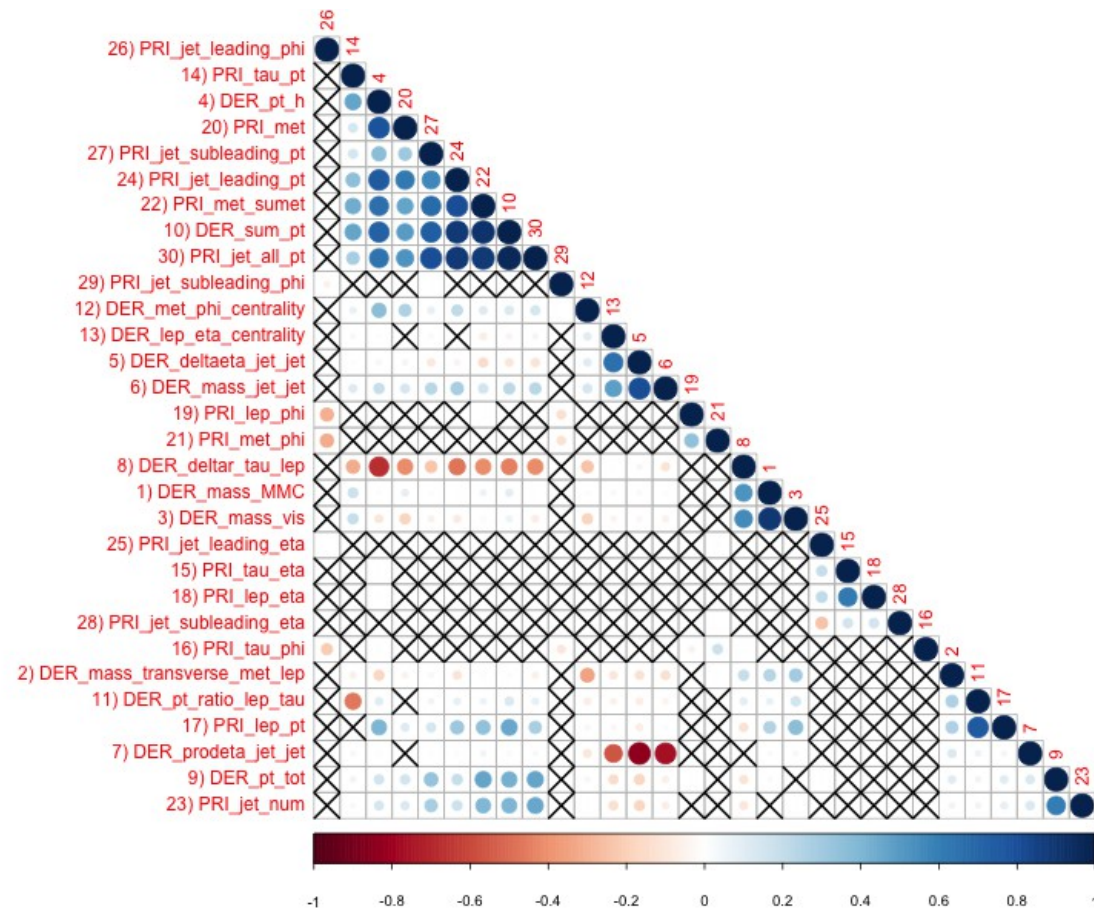 26
26) PRI_jet_leading_phi 14
14) PRI_tau_pt 4
4) DER_pt_h 20
20) PRI_met 27
27) PRI_jet_subleading_pt 24
24) PRI_jet_leading_pt 22
22) PRI_met_sumet 10
10) DER_sum_pt 30
30) PRI_jet_all_pt 29
29) PRI_jet_subleading_phi 12
12) DER_met_phi_centrality 13
13) DER_lep_eta_centrality 5
5) DER_deltaeta_jet_jet 6
6) DER_mass_jet_jet 19
19) PRI_lep_phi 21
21) PRI_met_phi 8
8) DER_deltar_tau_lep 1
1) DER_mass_MMC 3
3) DER_mass_vis 25
25) PRI_jet_leading_eta 15
15) PRI_tau_eta 18
18) PRI_lep_eta 28
28) PRI_jet_subleading_eta 16
16) PRI_tau_phi 2
2) DER_mass_transverse_met_lep 11
11) DER_pt_ratio_lep_tau 17
17) PRI_lep_pt 7
7) DER_prodeta_jet_jet 9
9) DER_pt_tot 23
23) PRI_jet_num
-1 -0.8 -0.6 -0.4 -0.2 0 0.2 0.4 0.6 0.8 1